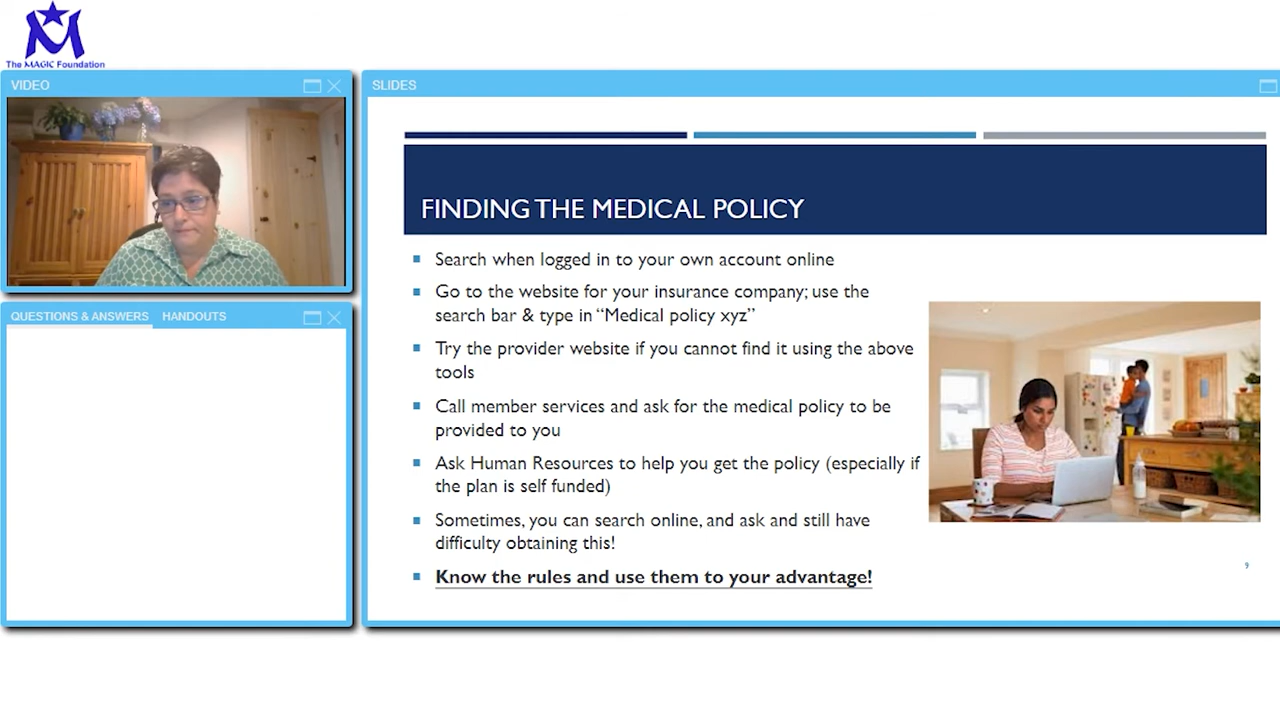 The MAGIC Foundation
VIDEO
SLIDES
FINDING THE MEDICAL POLICY
Search when logged in to your own account online
Go to the website for your insurance company; use the
search bar & type in “Medical policy xyz”
Try the provider website if you cannot find it using the above
tools
Call member services and ask for the medical policy to be
provided to you
Ask Human Resources to help you get the policy (especially if
the plan is self funded)
Sometimes, you can search online, and ask and still have
difficulty obtaining this!
Know the rules and use them to your advantage!
9
QUESTIONS & ANSWERS HANDOUTS